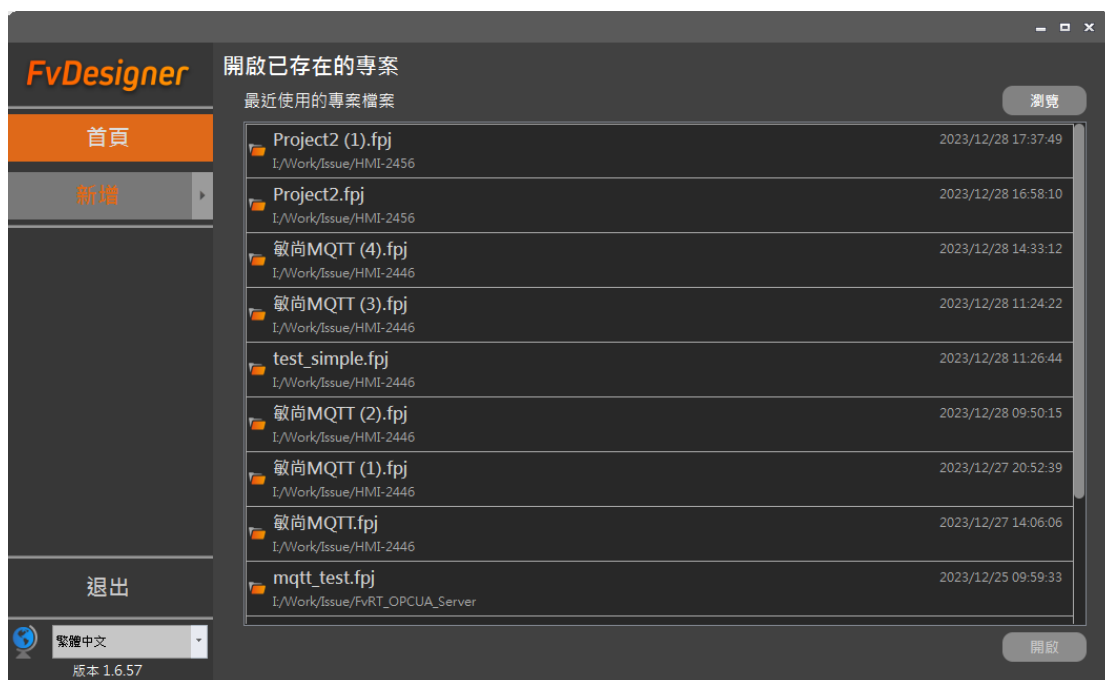 FvDesigner
首頁
新增
退出
繁體中文
版本 1.6.57
開啟已存在的專案
最近使用的專案檔案
瀏覽
Project2 (1).fpj 2023/12/28 17:37:49
I:/Work/Issue/HMI-2456
Project2.fpj 2023/12/28 16:58:10
I:/Work/Issue/HMI-2456
敏尚MQTT (4).fpj 2023/12/28 14:33:12
I:/Work/Issue/HMI-2446
敏尚MQTT (3).fpj 2023/12/28 11:24:22
I:/Work/Issue/HMI-2446
test_simple.fpj 2023/12/28 11:26:44
I:/Work/Issue/HMI-2446
敏尚MQTT (2).fpj 2023/12/28 09:50:15
I:/Work/Issue/HMI-2446
敏尚MQTT (1).fpj 2023/12/27 20:52:39
I:/Work/Issue/HMI-2446
敏尚MQTT.fpj 2023/12/27 14:06:06
I:/Work/Issue/HMI-2446
mqtt_test.fpj 2023/12/25 09:59:33
I:/Work/Issue/FvRT_OPCUA_Server
開啟